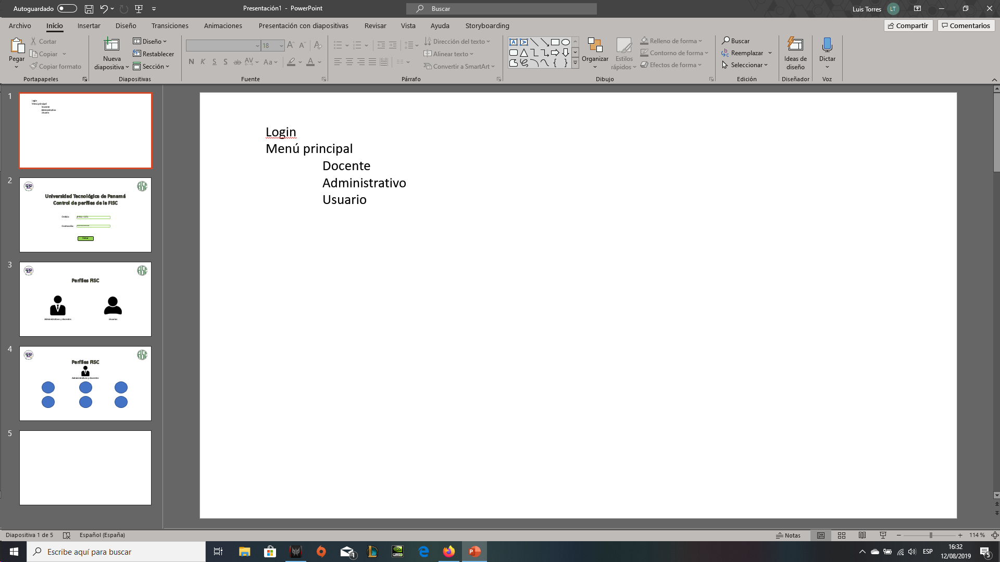 Autoguardado
Presentación1 - PowerPoint
Buscar
Luis Torres
LT
Archivo
Inicio
Insertar
Diseño
Transiciones
Animaciones
Presentación con diapositivas
Revisar
Vista
Ayuda
Storyboarding
Compartir
Comentarios
Pegar
Cortar
Copiar
Copiar formato
Portapapeles
Nueva
diapositiva
Diseño
Restablecer
Sección
Diapositivas
18
N K S S ab AV Aa A
Fuente
Dirección del texto
Alinear texto
Convertir a SmartArt
Párrafo
Organizar
Estilos
rápidos
Relleno de forma
Contorno de forma
Efectos de forma
Dibujo
Buscar
Reemplazar
Seleccionar
Edición
Ideas de
diseño
Diseñador
Dictar
Voz
1
Login
Menú principal
Docente
Administrativo
Usuario
2
Universidad Tecnológica de Panamá
Control de perfiles de la FISC
Cedula:
Contraseña:
Entrar
3
Perfiles FISC
Administrativos y docentes
Usuarios
4
Perfiles FISC
Administrativos y docentes
5
Login
Menú principal
Docente
Administrativo
Usuario
Diapositiva 1 de 5
Español (España)
Notas
114 %
Escribe aquí para buscar
1
ESP
16:32
12/08/2019
5